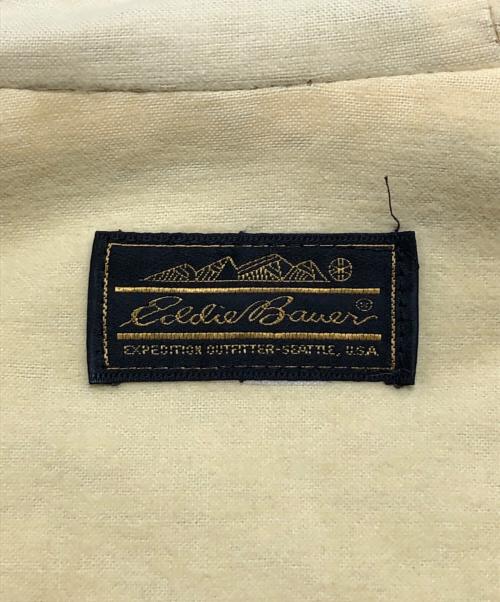 Eddie Bauer ®
EXPEDITION OUTFITTER-SEATTLE, U.S.A.